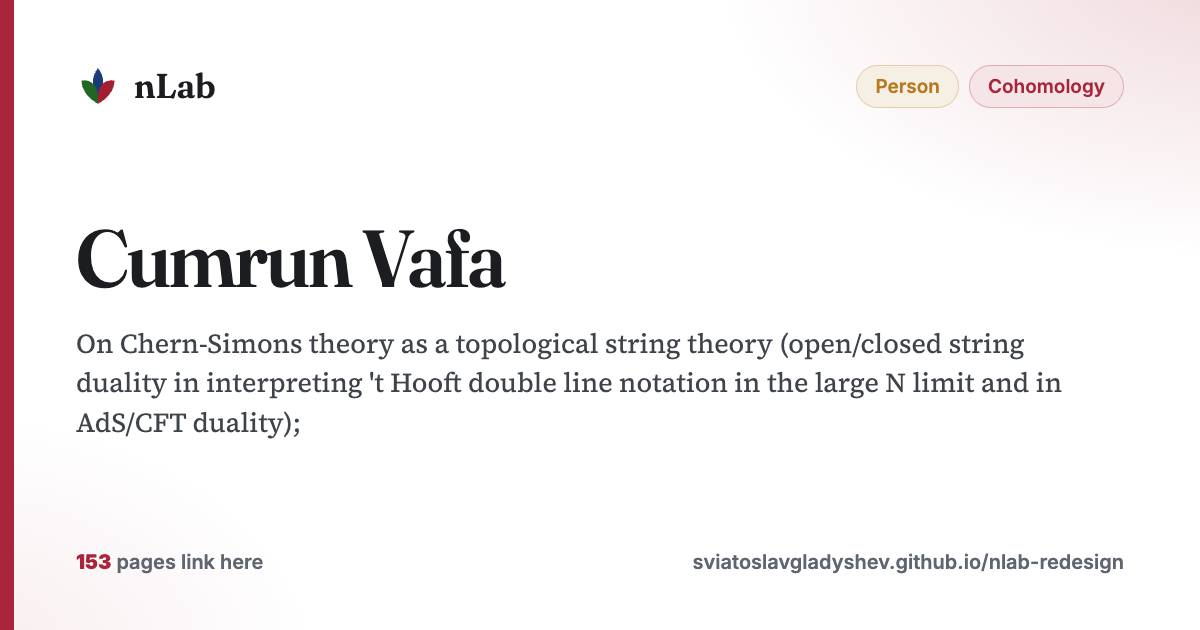 nLab
Person
Cohomology
Cumrun Vafa
On Chern-Simons theory as a topological string theory (open/closed string
duality in interpreting 't Hooft double line notation in the large N limit and in
AdS/CFT duality);
153 pages link here
sviatoslavgladyshev.github.io/nlab-redesign